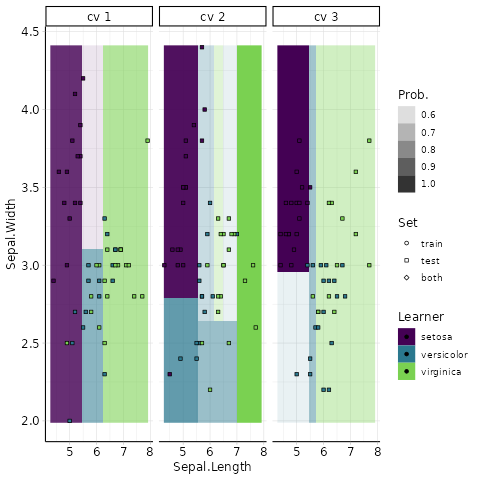 cv 1 cv 2 cv 3
4.5
4.0
3.5
3.0
2.5
2.0
Sepal.Width
5 6 7 8 5 6 7 8 5 6 7 8
Sepal.Length
Prob.
0.6
0.7
0.8
0.9
1.0
Set
train
test
both
Learner
setosa
versicolor
virginica